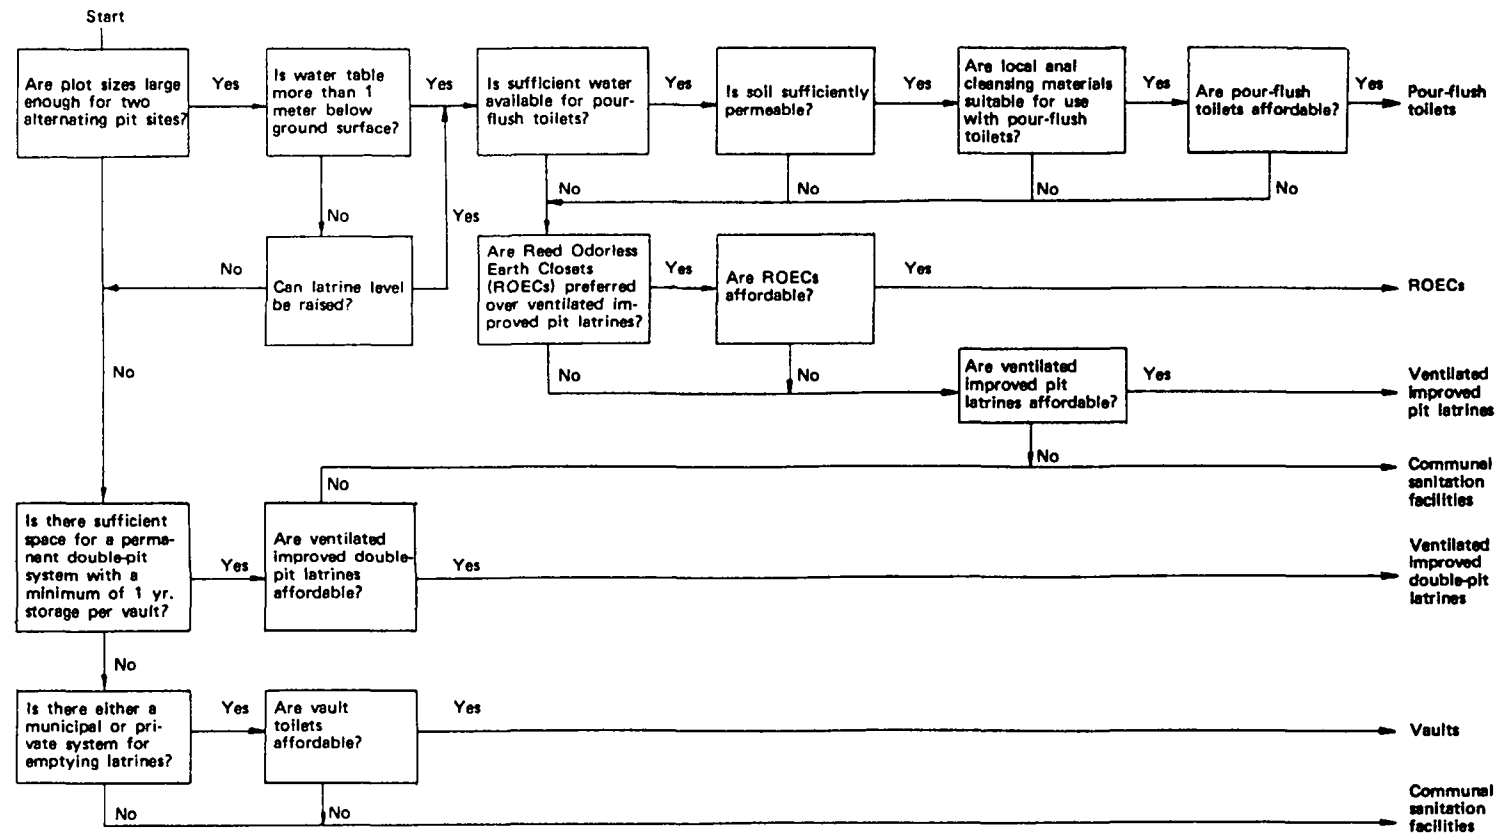 Start
Are plot sizes large
enough for two
alternating pit sites?
Yes
Is water table
more than 1
meter below
ground surface?
Yes
Is sufficient water
available for pour-
flush toilets?
Yes
Is soil sufficiently
permeable?
Yes
Are local anal
cleansing materials
suitable for use
with pour-flush
toilets?
Yes
Are pour-flush
toilets affordable?
Yes
Pour-flush
toilets
No
No
No
No
No
Yes
No
Can latrine level
be raised?
Are Reed Odorless
Earth Closets
(ROECs) preferred
over ventilated im-
proved pit latrines?
Yes
Are ROECs
affordable?
Yes
ROECs
No
No
No
Are ventilated
improved pit
latrines affordable?
Yes
Ventilated
improved
pit latrines
No
Communal
sanitation
facilities
No
Is there sufficient
space for a perma-
nent double-pit
system with a
minimum of 1 yr.
storage per vault?
Yes
Are ventilated
improved double-
pit latrines
affordable?
Yes
Ventilated
improved
double-pit
latrines
No
Is there either a
municipal or pri-
vate system for
emptying latrines?
Yes
Are vault
toilets
affordable?
Yes
Vaults
No
No
Communal
sanitation
facilities